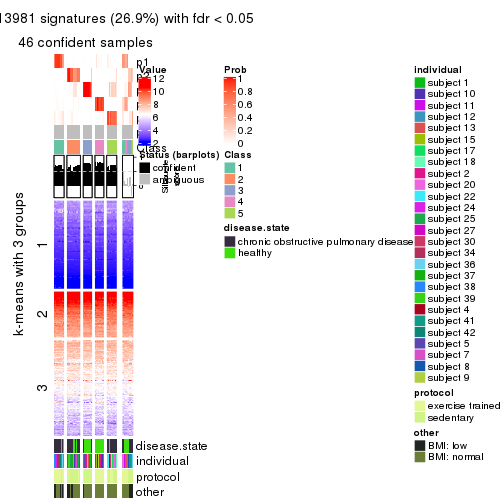 13981 signatures (26.9%) with fdr < 0.05
46 confident samples
k-means with 3 groups
1
2
3
p1
Class
disease.state
individual
protocol
other
Value
12
10
8
6
4
2
Prob
1
0.8
0.6
0.4
0.2
0
Status (barplots)
confident
ambiguous
Class
1
2
3
4
5
disease.state
chronic obstructive pulmonary disease
healthy
individual
subject 1
subject 10
subject 11
subject 12
subject 13
subject 15
subject 17
subject 18
subject 2
subject 20
subject 22
subject 24
subject 25
subject 27
subject 30
subject 34
subject 36
subject 37
subject 38
subject 39
subject 4
subject 41
subject 42
subject 5
subject 7
subject 8
subject 9
protocol
exercise trained
sedentary
other
BMI: low
BMI: normal